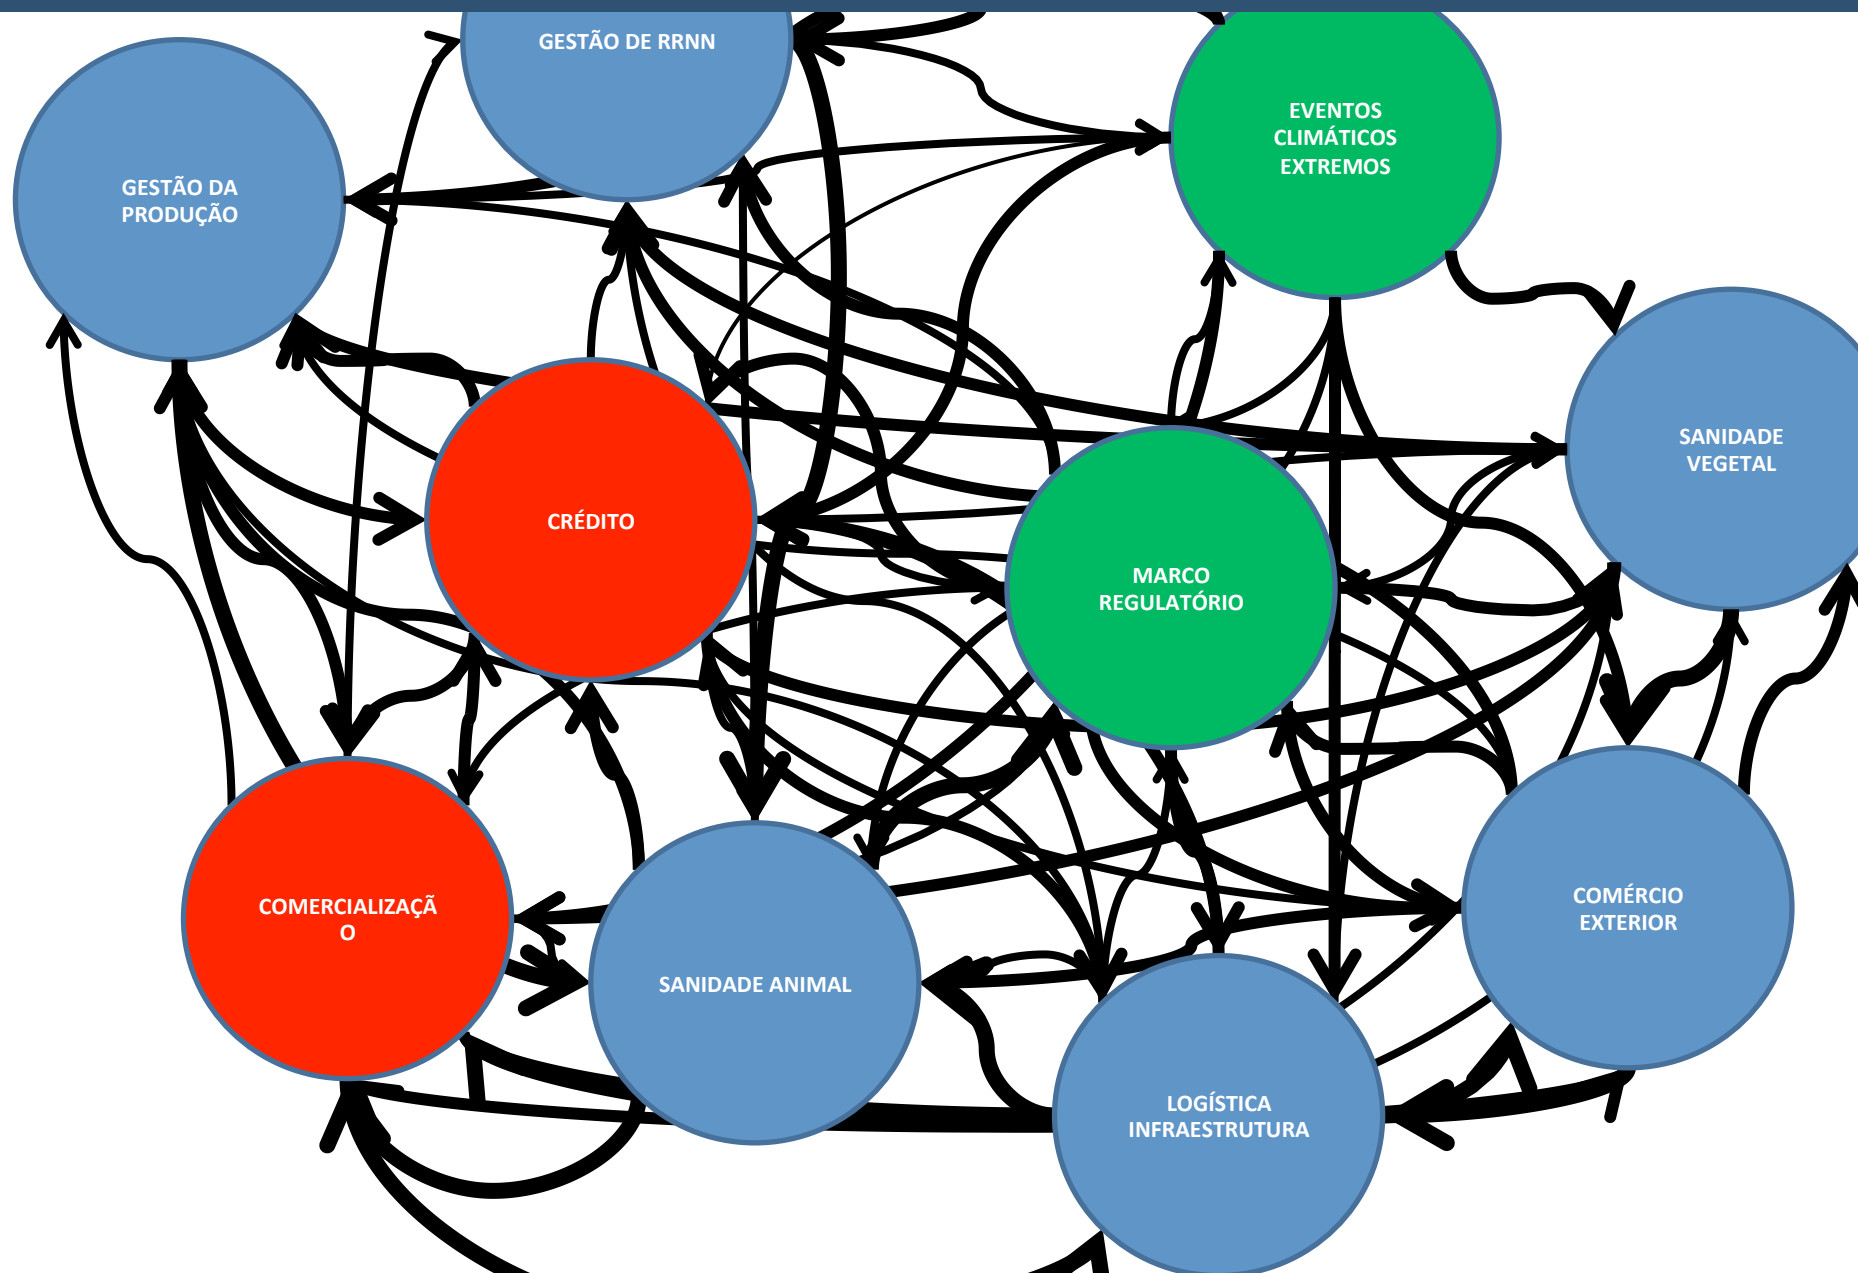 GESTÃO DE RRNN
EVENTOS
CLIMÁTICOS
EXTREMOS
GESTÃO DA
PRODUÇÃO
SANIDADE
VEGETAL
CRÉDITO
MARCO
REGULATÓRIO
COMERCIALIZAÇÃ
O
SANIDADE ANIMAL
COMÉRCIO
EXTERIOR
LOGÍSTICA
INFRAESTRUTURA